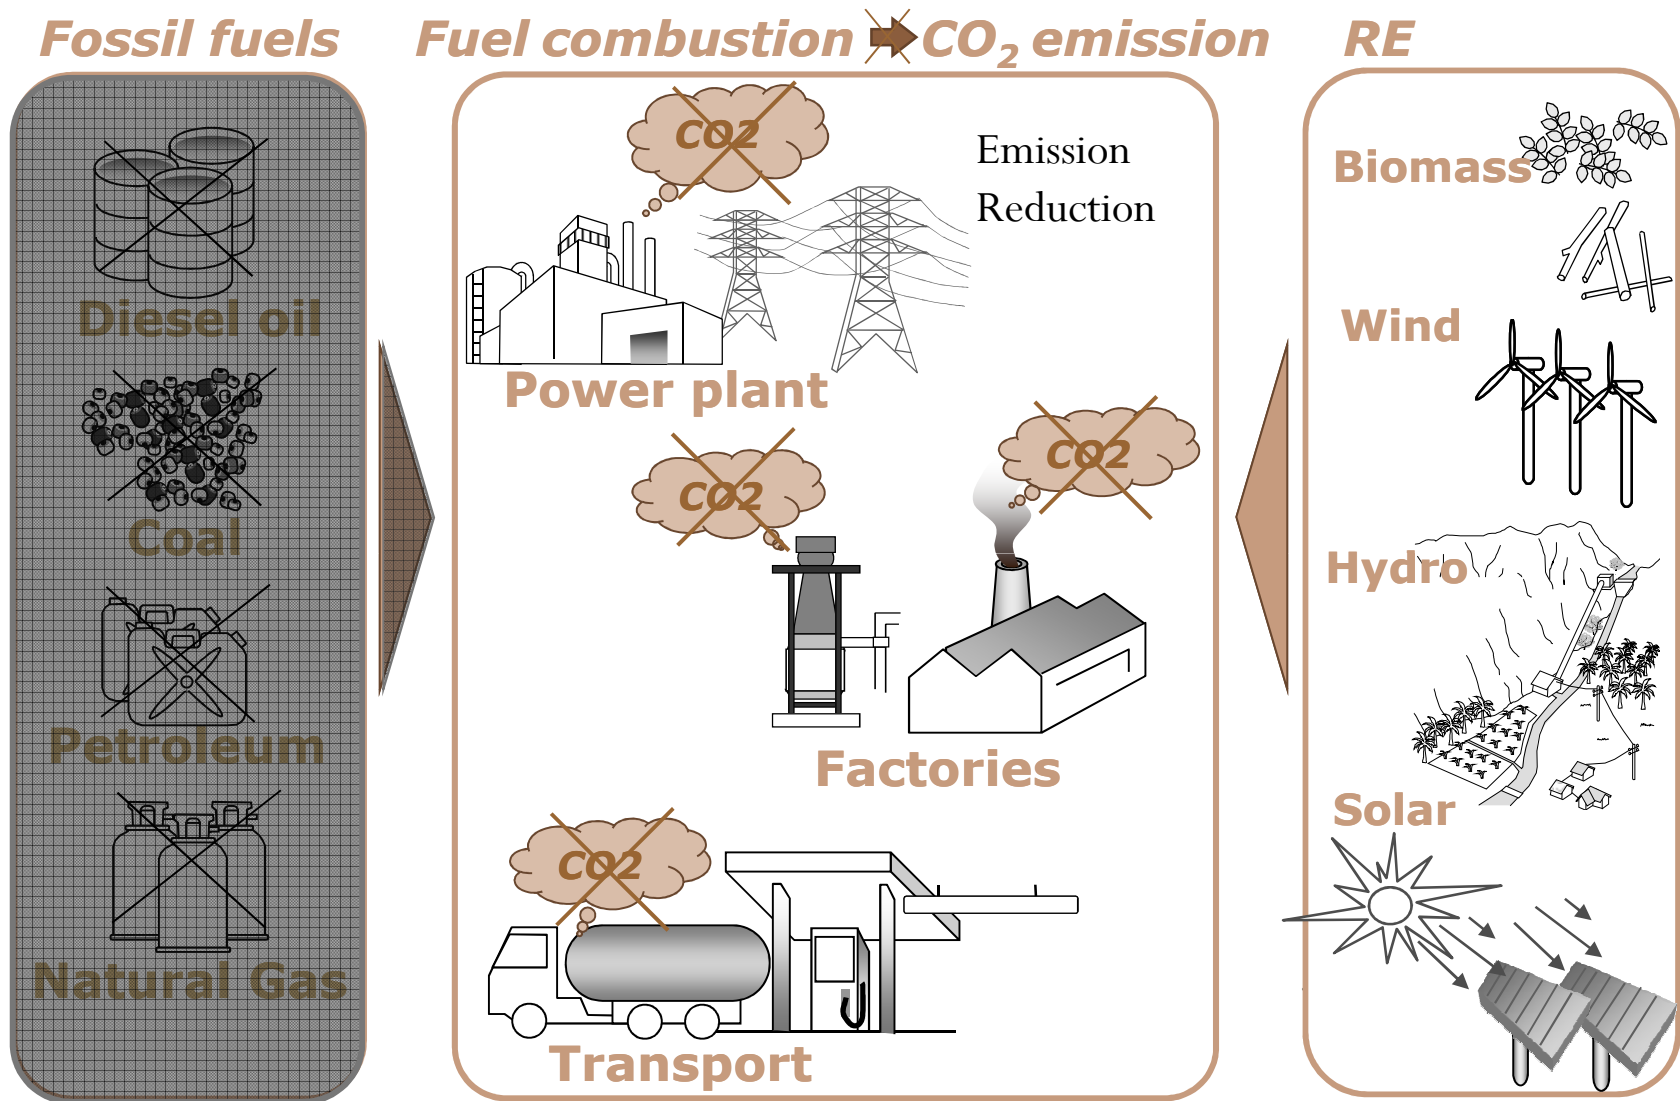 Fossil fuels
Fuel combustion CO₂ emission
RE
Diesel oil
Coal
Petroleum
Natural Gas
CO2
Emission
Reduction
Power plant
CO2
CO2
Factories
CO2
Transport
Biomass
Wind
Hydro
Solar